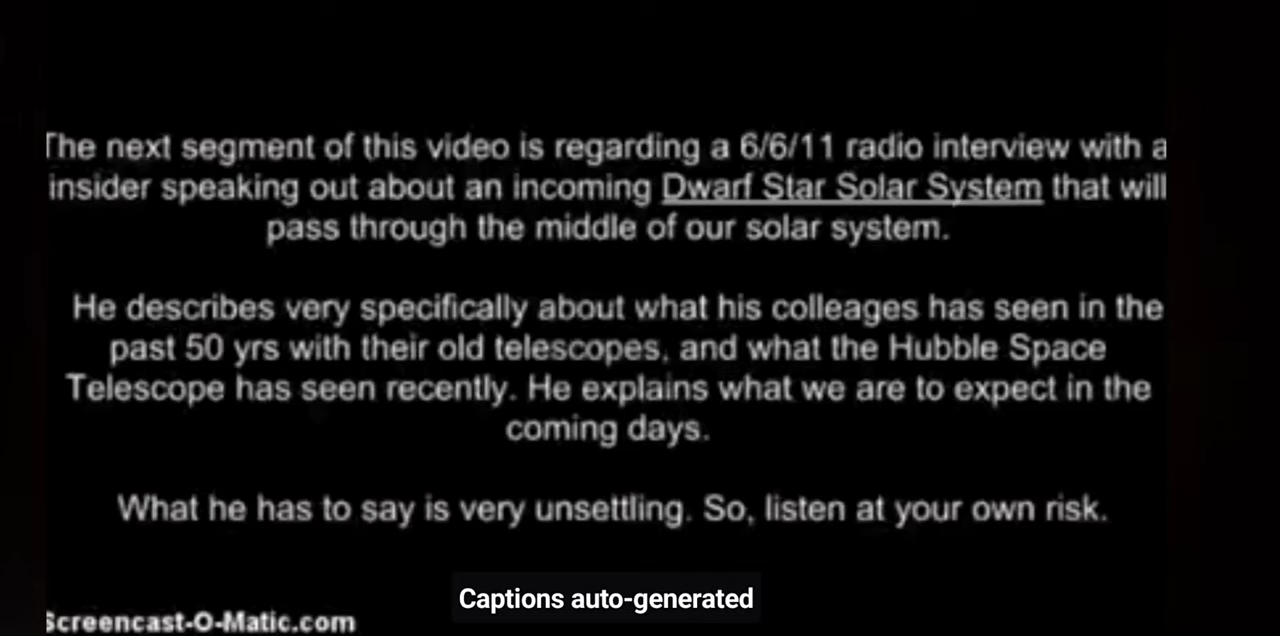 The next segment of this video is regarding a 6/6/11 radio interview with a
insider speaking out about an incoming Dwarf Star Solar System that will
pass through the middle of our solar system.
He describes very specifically about what his colleages has seen in the
past 50 yrs with their old telescopes, and what the Hubble Space
Telescope has seen recently. He explains what we are to expect in the
coming days.
What he has to say is very unsettling. So, listen at your own risk.
Captions auto-generated
Screencast-O-Matic.com